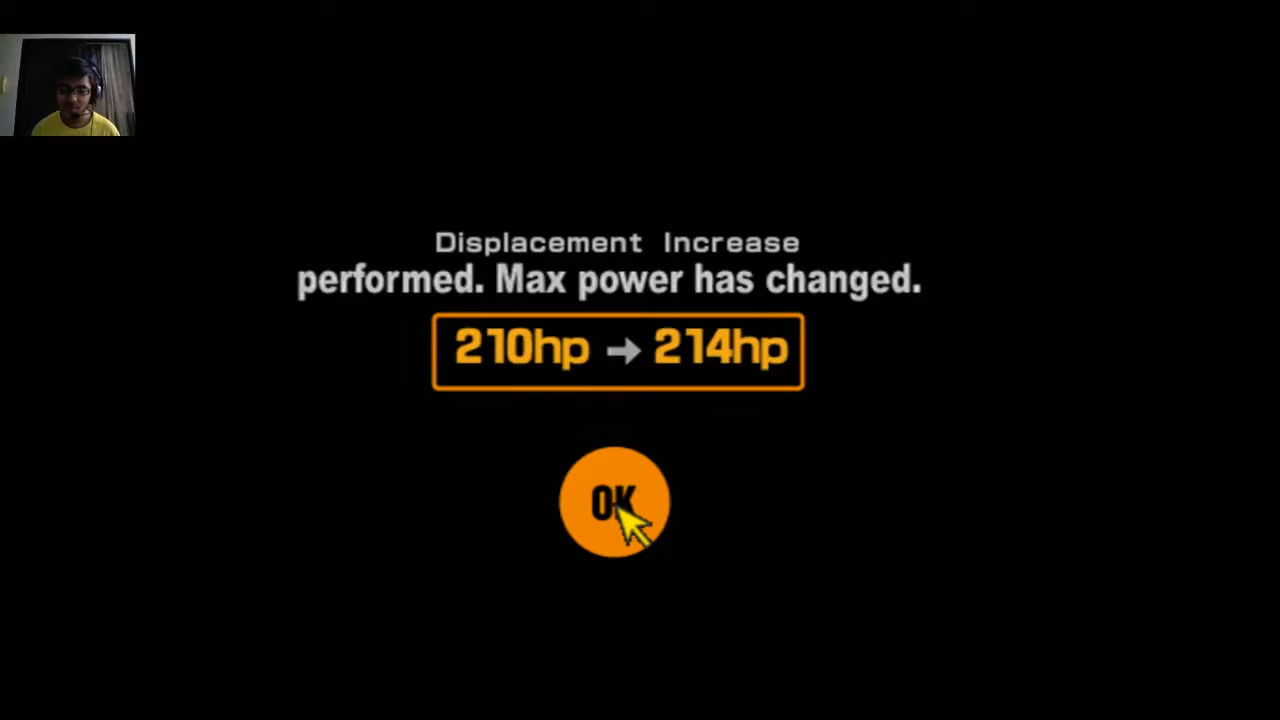 Displacement Increase
performed. Max power has changed.
210hp → 214hp
OK